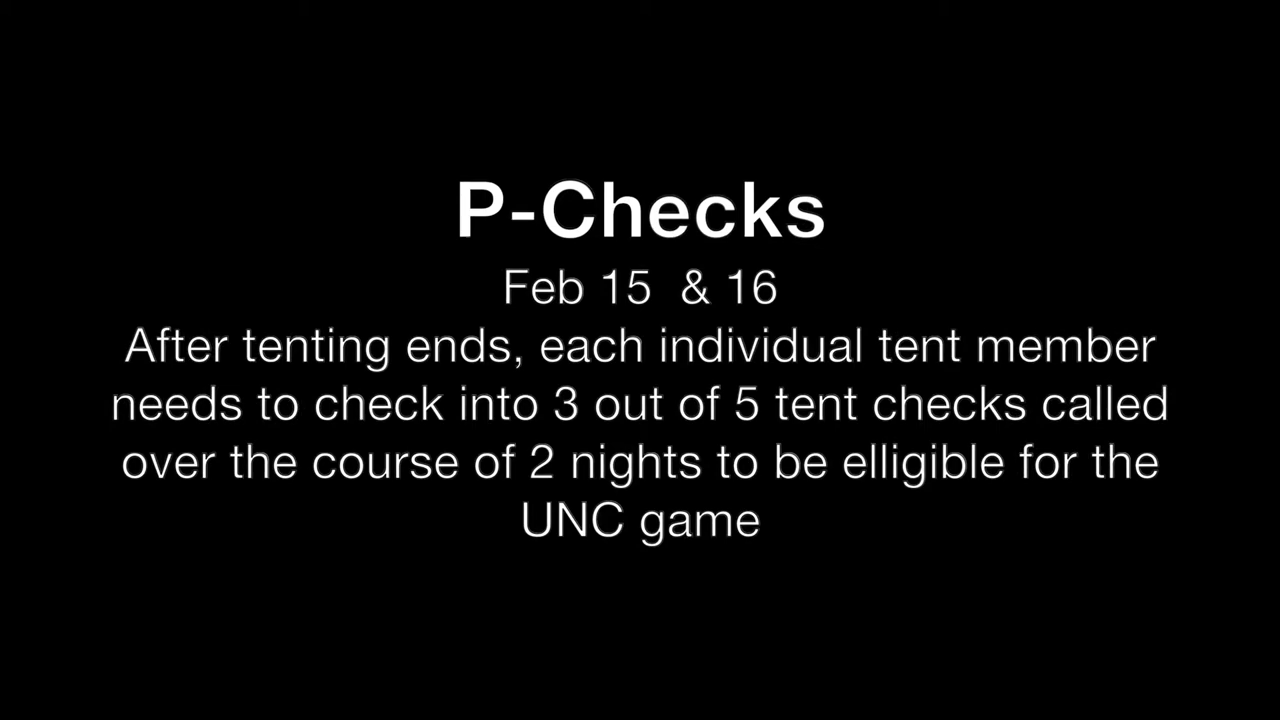 P-Checks
Feb 15  & 16
After tenting ends, each individual tent member
needs to check into 3 out of 5 tent checks called
over the course of 2 nights to be elligible for the
UNC game